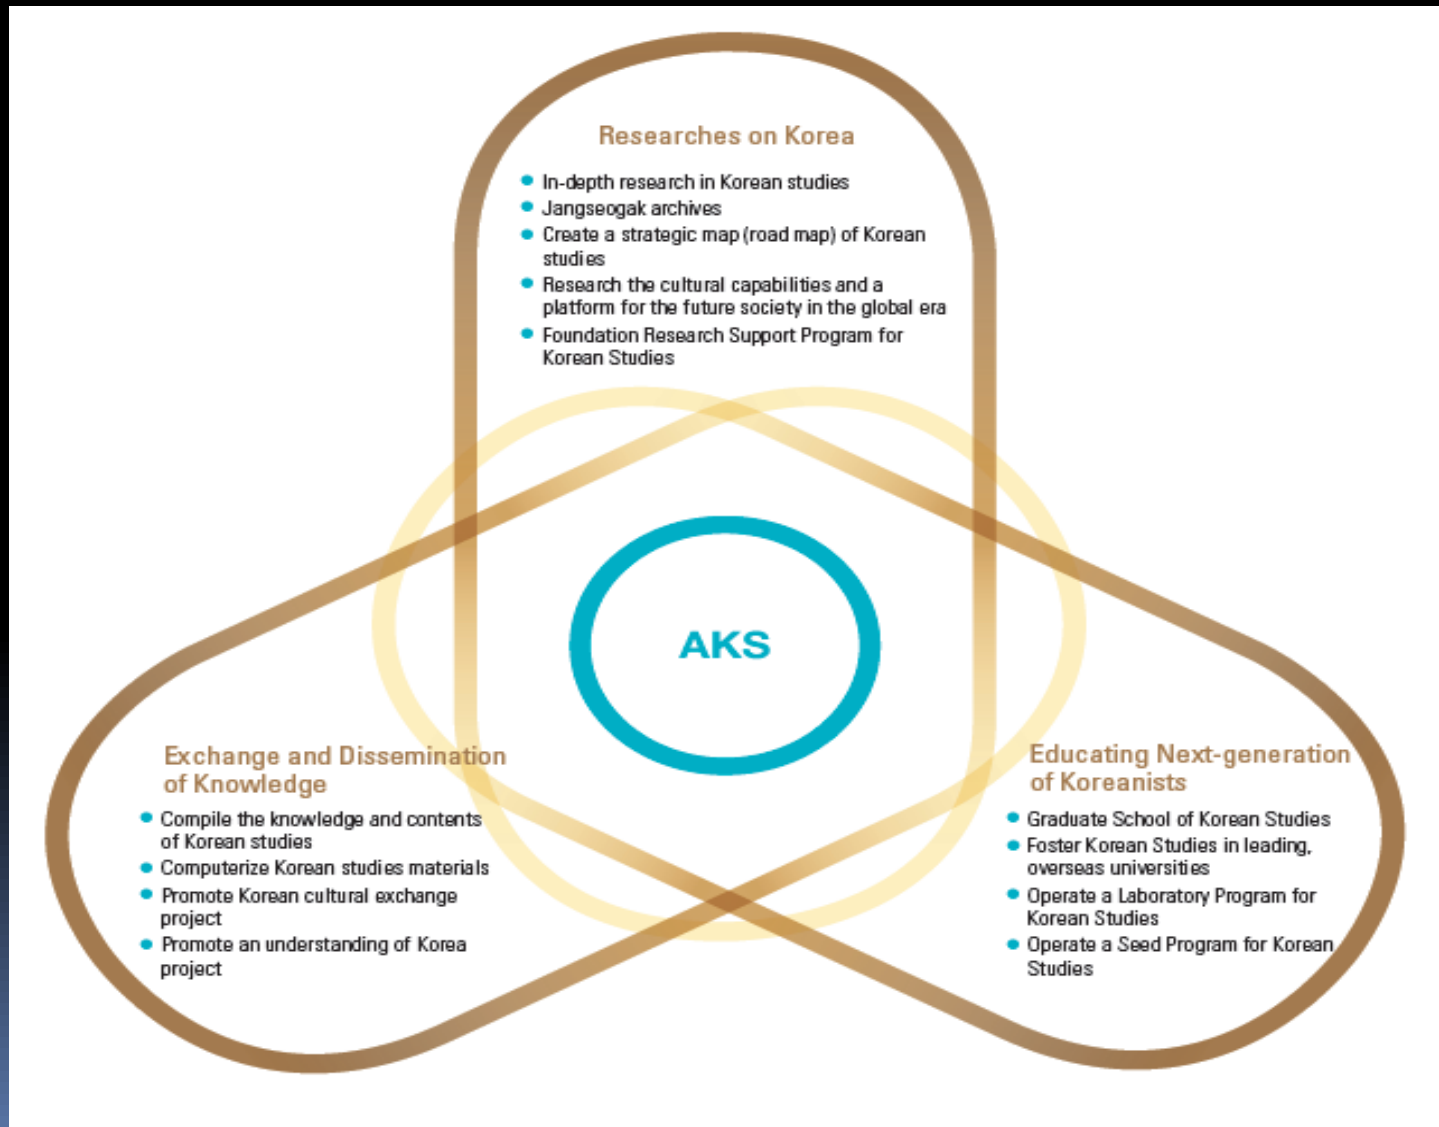 Researches on Korea
In-depth research in Korean studies
Jangseogak archives
Create a strategic map (road map) of Korean
studies
Research the cultural capabilities and a
platform for the future society in the global era
Foundation Research Support Program for
Korean Studies
AKS
Exchange and Dissemination
of Knowledge
Compile the knowledge and contents
of Korean studies
Computerize Korean studies materials
Promote Korean cultural exchange
project
Promote an understanding of Korea
project
Educating Next-generation
of Koreanists
Graduate School of Korean Studies
Foster Korean Studies in leading,
overseas universities
Operate a Laboratory Program for
Korean Studies
Operate a Seed Program for Korean
Studies